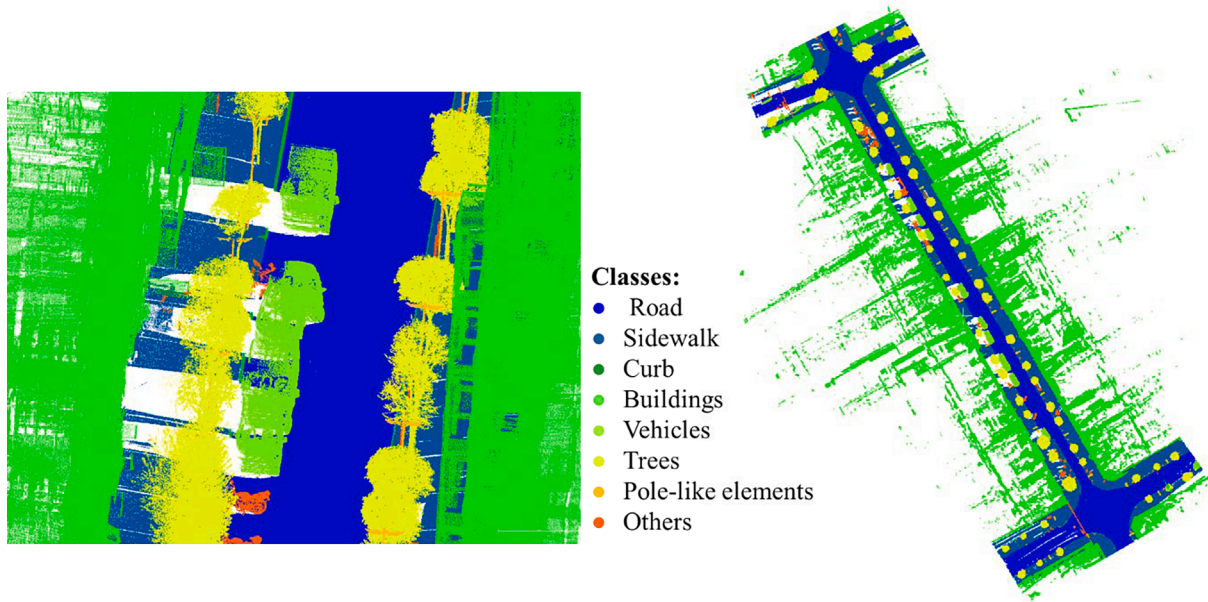 Classes:
Road
Sidewalk
Curb
Buildings
Vehicles
Trees
Pole-like elements
Others